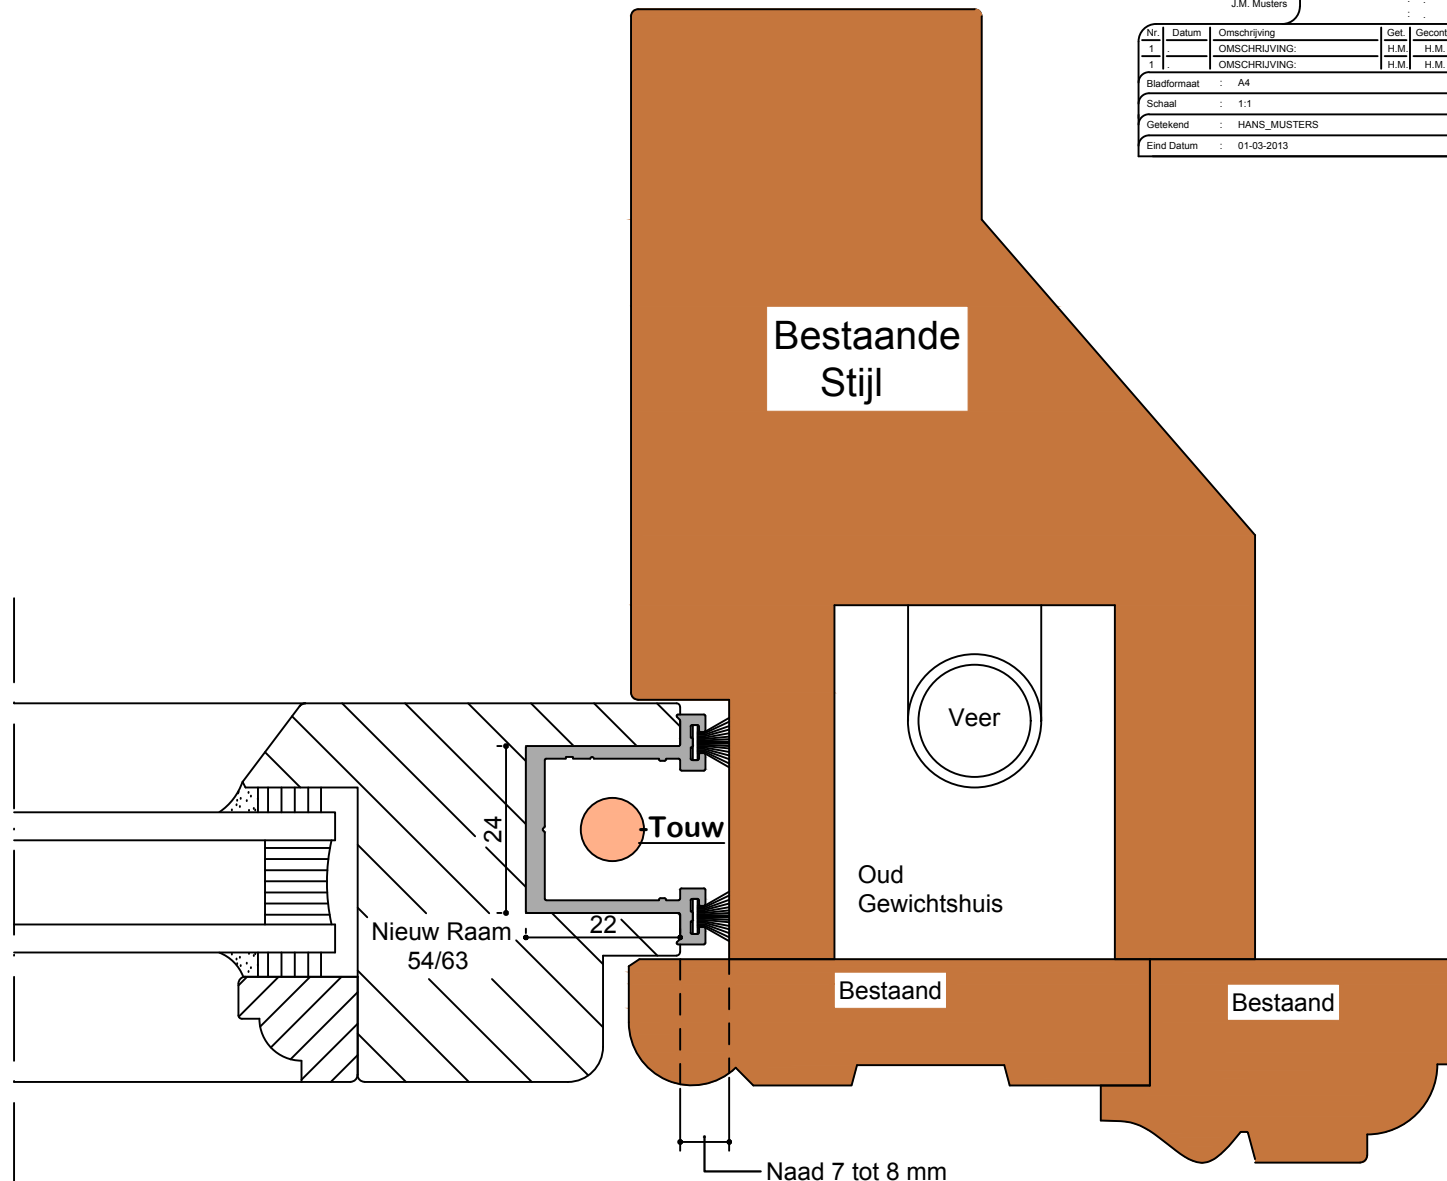 J.M. Musters
Nr. Datum Omschrijving Get. Gecont
1 . OMSCHRIJVING: H.M. H.M.
1 . OMSCHRIJVING: H.M. H.M.
Bladformaat : A4
Schaal : 1:1
Getekend : HANS_MUSTERS
Eind Datum : 01-03-2013
Bestaande
Stijl
Veer
24
Touw
Oud
Gewichtshuis
22
Nieuw Raam
54/63
Bestaand
Bestaand
Naad 7 tot 8 mm